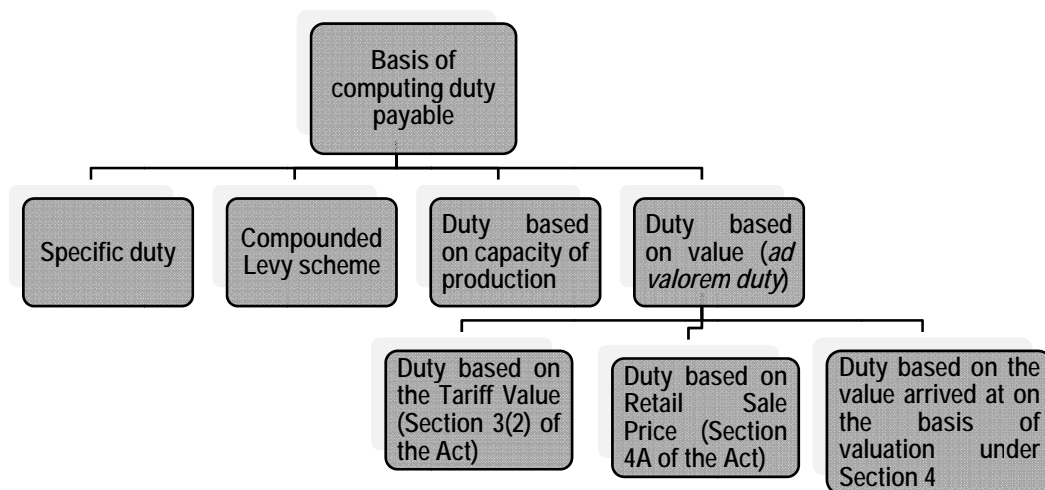 Basis of
computing duty
payable
Specific duty
Compounded
Levy scheme
Duty based
on capacity of
production
Duty based
on value (ad
valorem duty)
Duty based on
the Tariff Value
(Section 3(2) of
the Act)
Duty based on
Retail Sale
Price (Section
4A of the Act)
Duty based on the
value arrived at on
the basis of
valuation under
Section 4